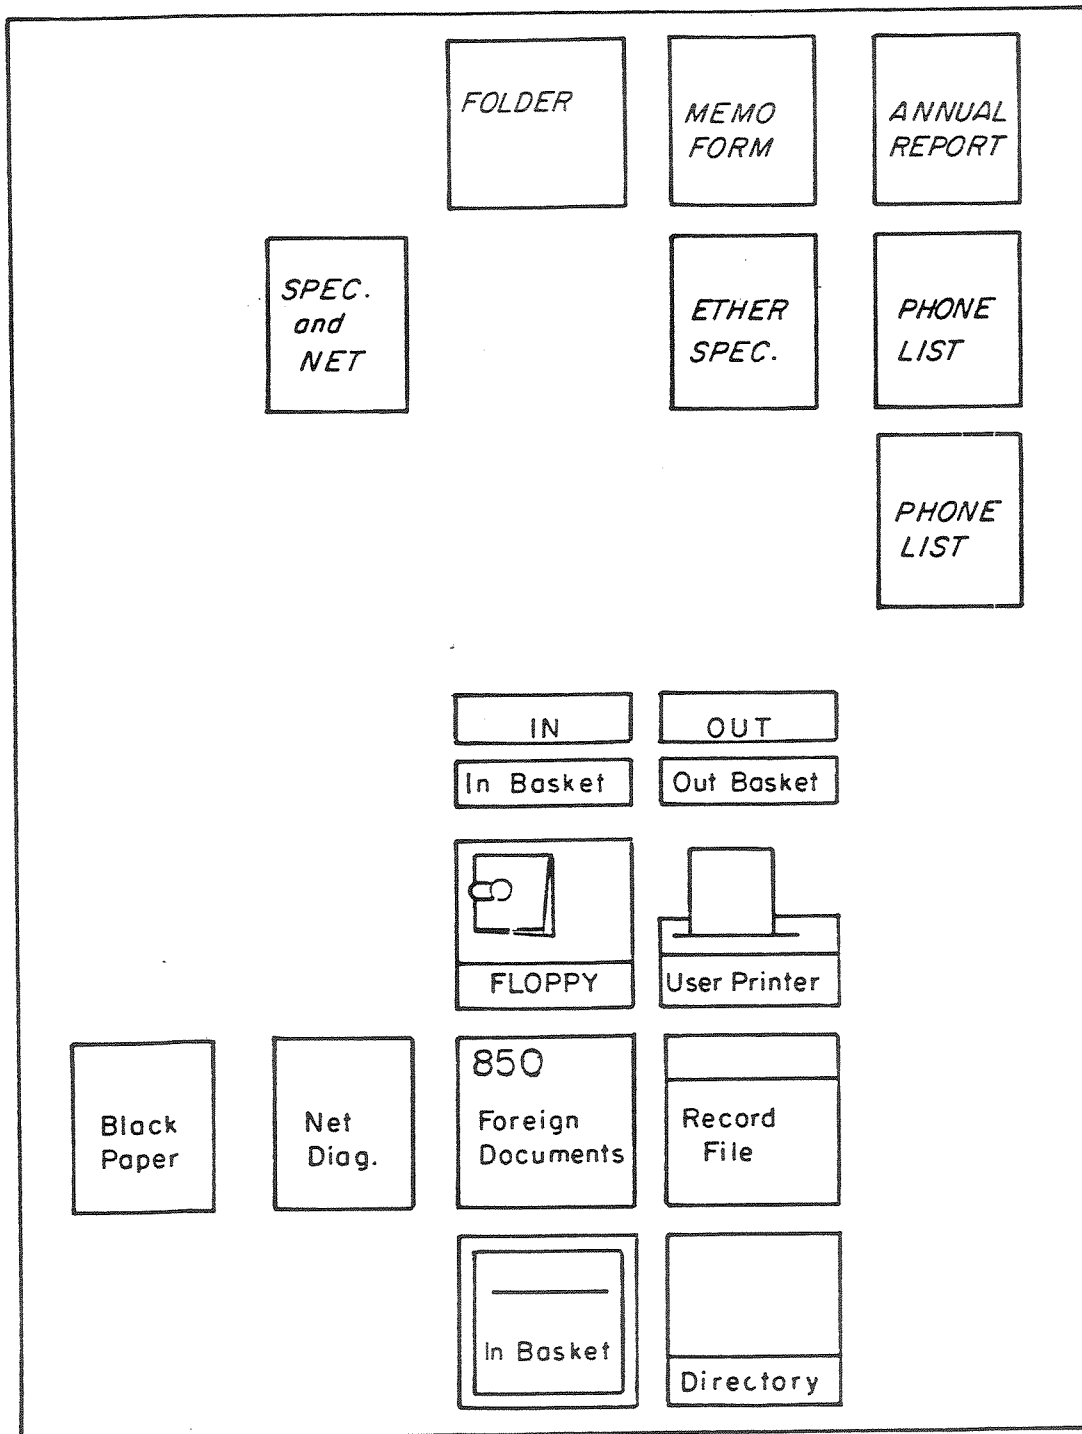 FOLDER
MEMO
FORM
ANNUAL
REPORT
SPEC.
and
NET
ETHER
SPEC.
PHONE
LIST
PHONE
LIST
IN
OUT
In Basket
Out Basket
FLOPPY
User Printer
Black
Paper
Net
Diag.
850
Foreign
Documents
Record
File
In Basket
Directory